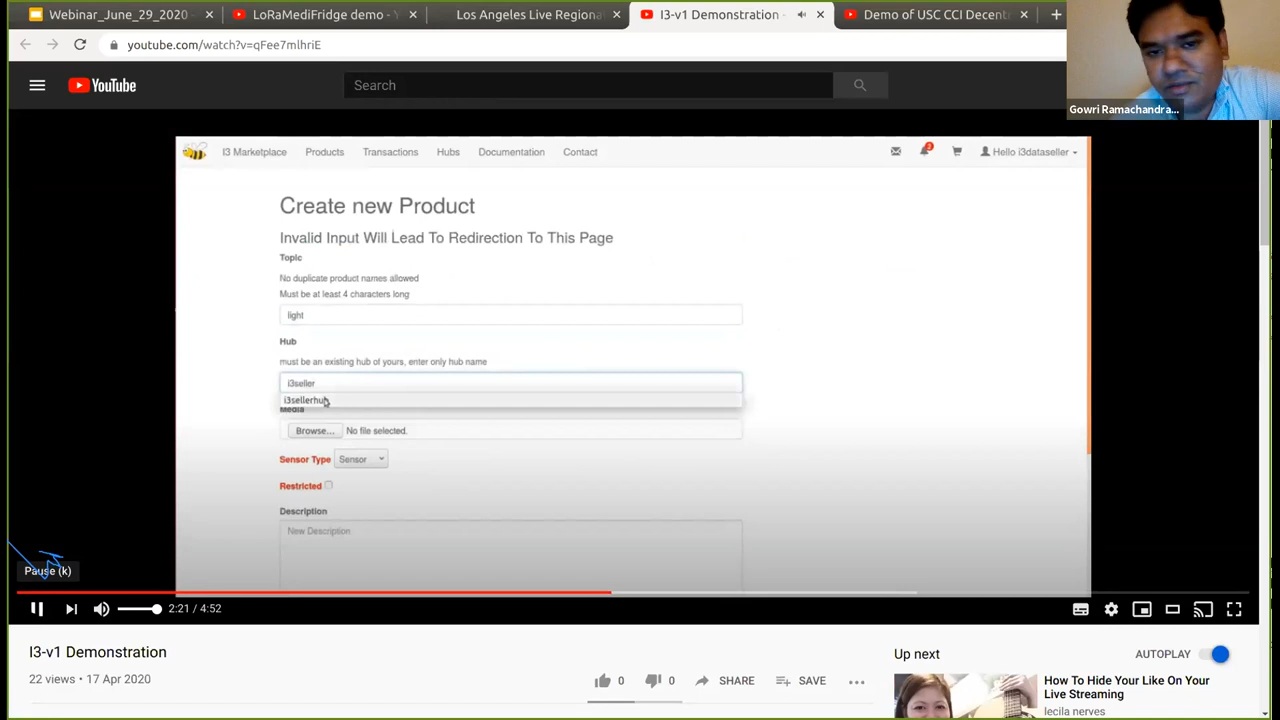 Webinar_June_29_2020 -
LoRaMediFridge demo - Y
Los Angeles Live Regiona
I3-v1 Demonstration -
Demo of USC CCI Decent
youtube.com/watch?v=qFee7mlhriE
YouTube
Search
Gowri Ramachandra...
I3 Marketplace Products Transactions Hubs Documentation Contact 2 Hello i3dataseller
Create new Product
Invalid Input Will Lead To Redirection To This Page
Topic
No duplicate product names allowed
Must be at least 4 characters long
light
Hub
must be an existing hub of yours, enter only hub name
i3seller
i3sellerhub
Media
Browse... No file selected.
Sensor Type Sensor
Restricted
Description
New Description
Pause (k)
2:21 / 4:52
I3-v1 Demonstration
22 views • 17 Apr 2020
0 0 SHARE SAVE
Up next AUTOPLAY
How To Hide Your Like On Your
Live Streaming
lecila nerves